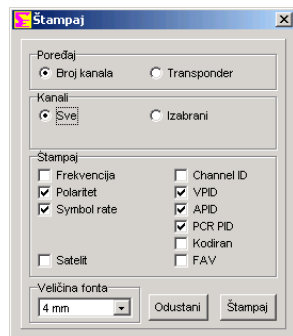 Štampaj
Poređaj
Broj kanala Transponder
Kanali
Sve Izabrani
Štampaj
Frekvencija Channel ID
Polaritet VPID
Symbol rate APID
PCR PID
Kodiran
Satelit FAV
Veličina fonta
4 mm Odustani Štampaj